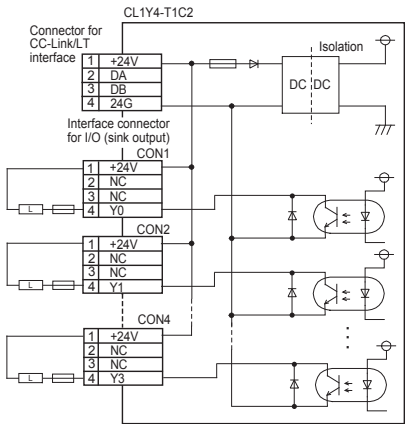 CL1Y4-T1C2
Connector for
CC-Link/LT
interface
1 +24V
2 DA
3 DB
4 24G
Isolation
DC DC
Interface connector
for I/O (sink output)
CON1
1 +24V
2 NC
3 NC
4 Y0
L
CON2
1 +24V
2 NC
3 NC
4 Y1
L
CON4
1 +24V
2 NC
3 NC
4 Y3
L